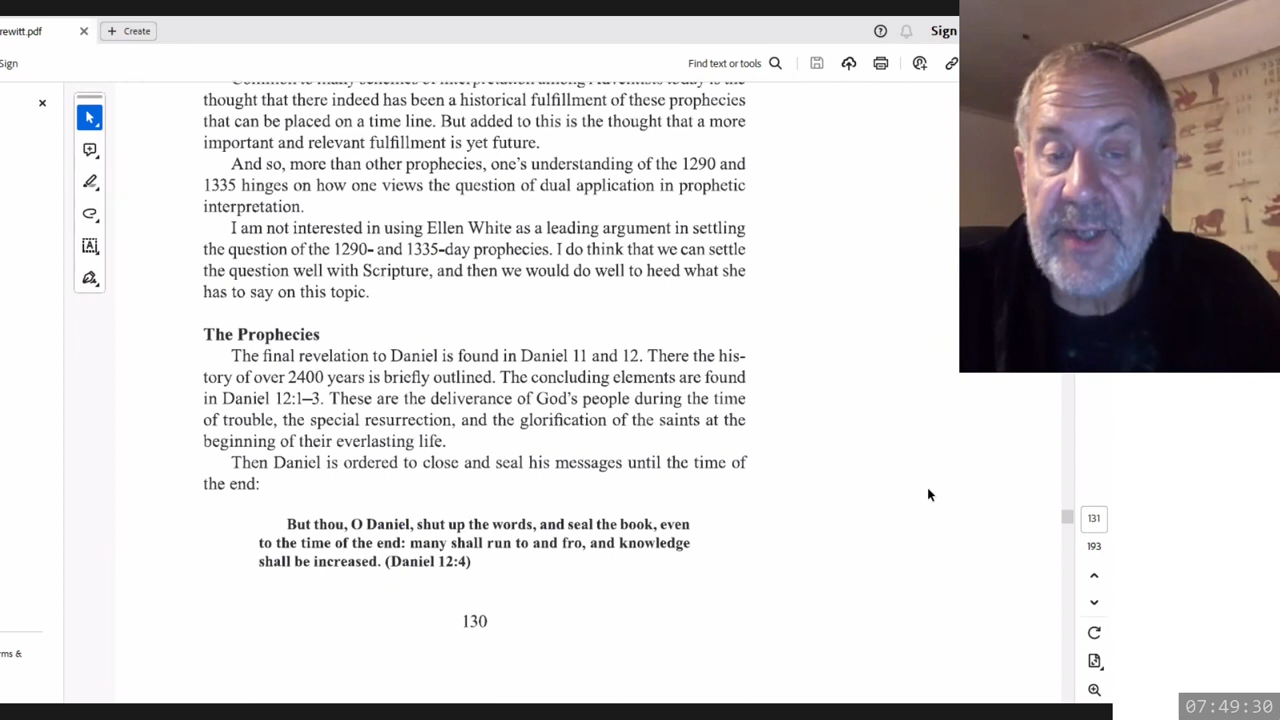 rewitt.pdf
Create
Sign
Sign
Find text or tools
thought that there indeed has been a historical fulfillment of these prophecies
that can be placed on a time line. But added to this is the thought that a more
important and relevant fulfillment is yet future.
And so, more than other prophecies, one's understanding of the 1290 and
1335 hinges on how one views the question of dual application in prophetic
interpretation.
I am not interested in using Ellen White as a leading argument in settling
the question of the 1290- and 1335-day prophecies. I do think that we can settle
the question well with Scripture, and then we would do well to heed what she
has to say on this topic.
The Prophecies
The final revelation to Daniel is found in Daniel 11 and 12. There the his-
tory of over 2400 years is briefly outlined. The concluding elements are found
in Daniel 12:1–3. These are the deliverance of God's people during the time
of trouble, the special resurrection, and the glorification of the saints at the
beginning of their everlasting life.
Then Daniel is ordered to close and seal his messages until the time of
the end:
But thou, O Daniel, shut up the words, and seal the book, even
to the time of the end: many shall run to and fro, and knowledge
shall be increased. (Daniel 12:4)
130
131
193
rms &
07:49:30